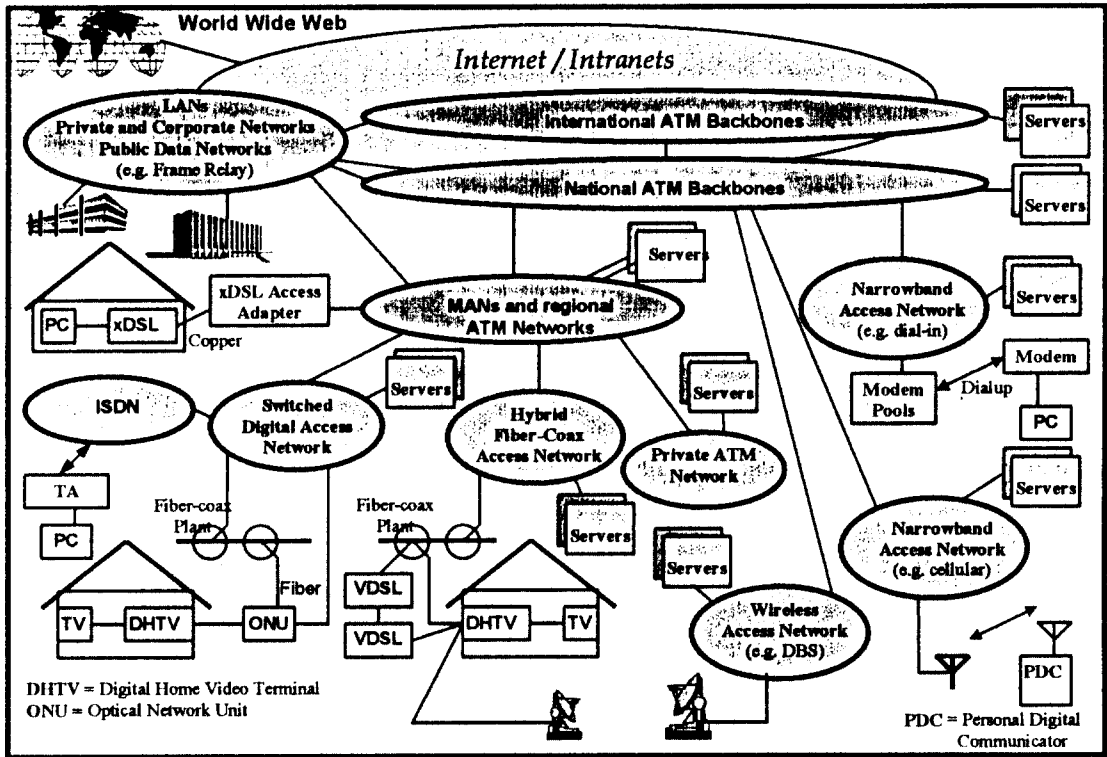 World Wide Web
Internet / Intranets
LANs
Private and Corporate Networks
Public Data Networks
(e.g. Frame Relay)
International ATM Backbones
Servers
National ATM Backbones
Servers
Servers
xDSL Access
Adapter
MANs and regional
ATM Networks
Narrowband
Access Network
(e.g. dial-in)
Servers
PC
xDSL
Copper
Servers
Servers
Modem
Pools
Dialup
Modem
PC
ISDN
Switched
Digital Access
Network
Hybrid
Fiber-Coax
Access Network
Private ATM
Network
Servers
TA
PC
Fiber-coax
Plant
Fiber-coax
Plant
Servers
Narrowband
Access Network
(e.g. cellular)
Fiber
VDSL
VDSL
Servers
TV
DHTV
ONU
DHTV
TV
Wireless
Access Network
(e.g. DBS)
PDC
DHTV = Digital Home Video Terminal
ONU = Optical Network Unit
PDC = Personal Digital
Communicator